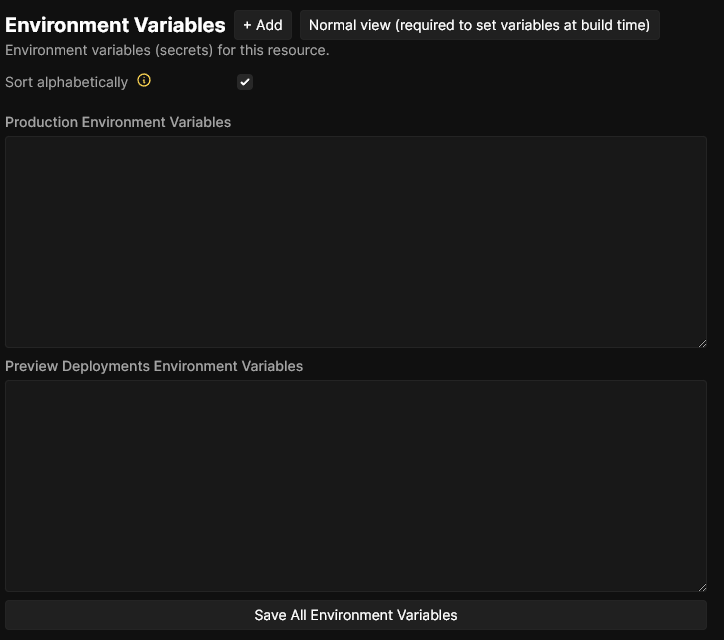 Environment Variables + Add Normal view (required to set variables at build time)
Environment variables (secrets) for this resource.
Sort alphabetically
Production Environment Variables
Preview Deployments Environment Variables
Save All Environment Variables